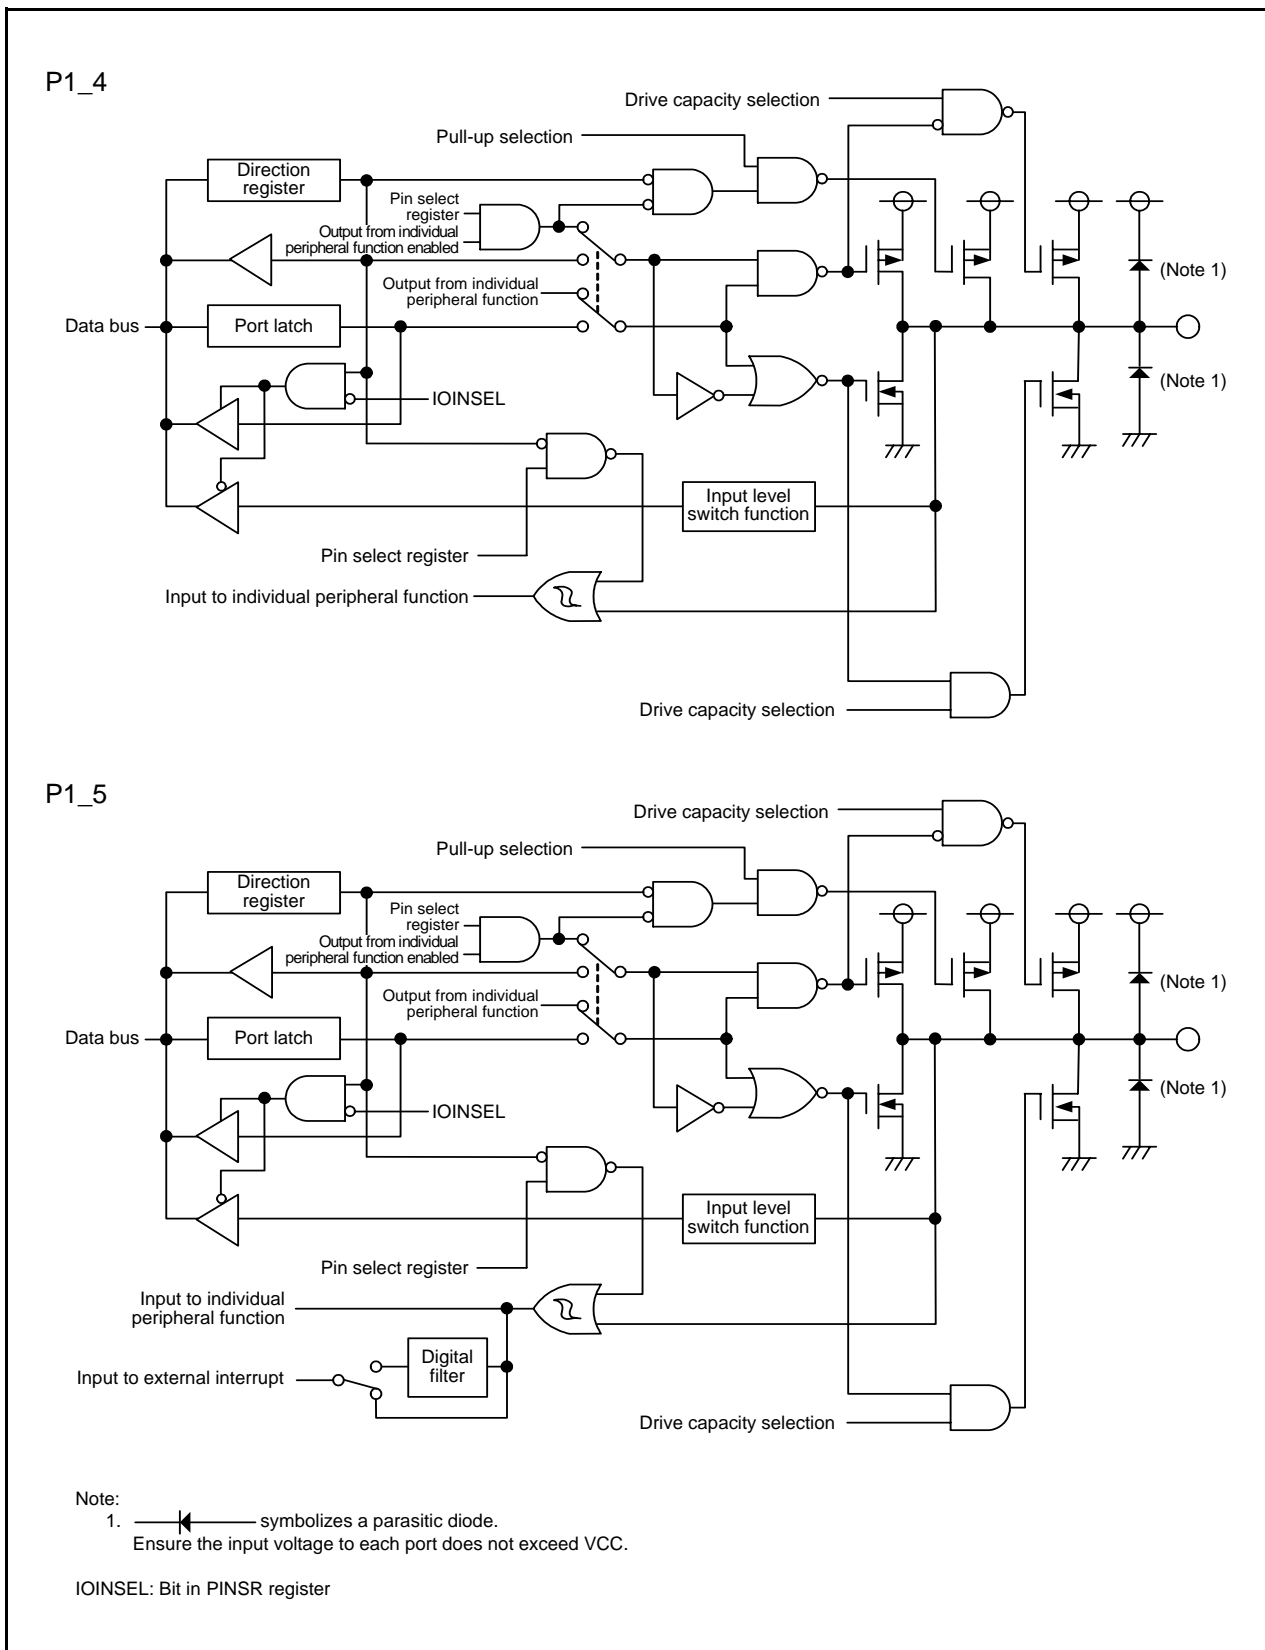 P1_4
Drive capacity selection
Pull-up selection
Direction
register
Pin select
register
Output from individual
peripheral function enabled
Output from individual
peripheral function
(Note 1)
Data bus
Port latch
(Note 1)
IOINSEL
Input level
switch function
Pin select register
Input to individual peripheral function
Drive capacity selection
P1_5
Drive capacity selection
Pull-up selection
Direction
register
Pin select
register
Output from individual
peripheral function enabled
Output from individual
peripheral function
(Note 1)
Data bus
Port latch
(Note 1)
IOINSEL
Input level
switch function
Pin select register
Input to individual
peripheral function
Digital
filter
Input to external interrupt
Drive capacity selection
Note:
1. symbolizes a parasitic diode.
Ensure the input voltage to each port does not exceed VCC.
IOINSEL: Bit in PINSR register